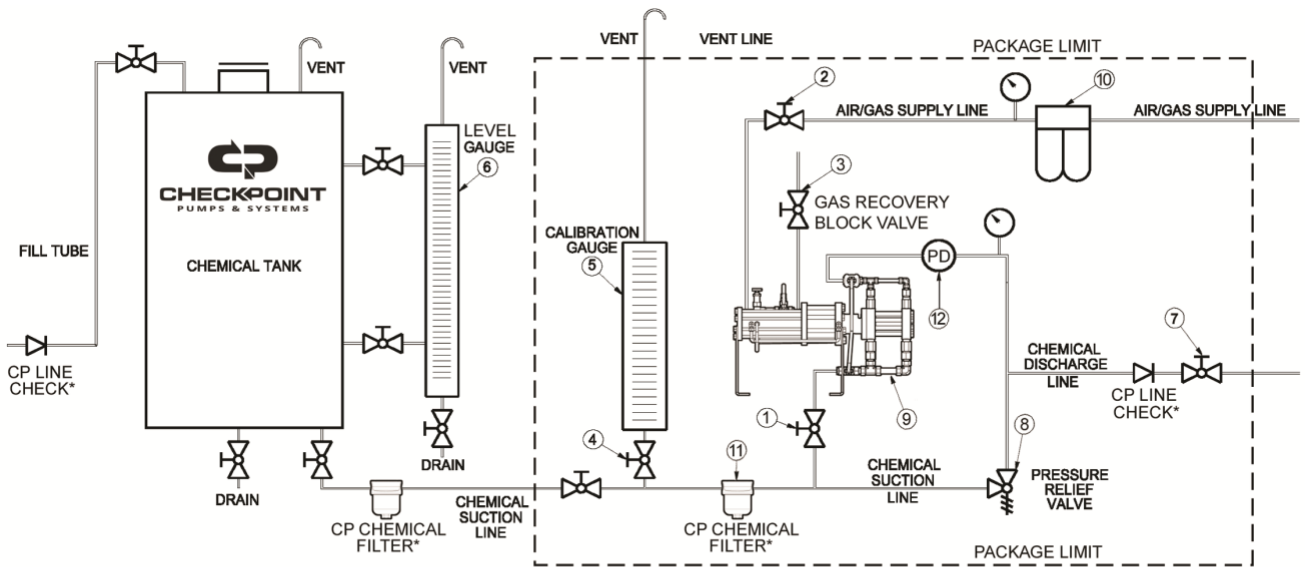 VENT
VENT LINE
PACKAGE LIMIT
VENT
VENT
2
10
AIR/GAS SUPPLY LINE
AIR/GAS SUPPLY LINE
LEVEL
GAUGE
6
3
CHECKPOINT
PUMPS & SYSTEMS
GAS RECOVERY
BLOCK VALVE
FILL TUBE
CALIBRATION
GAUGE
5
CHEMICAL TANK
PD
12
7
CP LINE
CHECK*
CHEMICAL
DISCHARGE
LINE
CP LINE
CHECK*
1
9
4
8
DRAIN
DRAIN
11
CHEMICAL
SUCTION
LINE
PRESSURE
RELIEF
VALVE
CHEMICAL
SUCTION
LINE
CP CHEMICAL
FILTER*
CP CHEMICAL
FILTER*
PACKAGE LIMIT